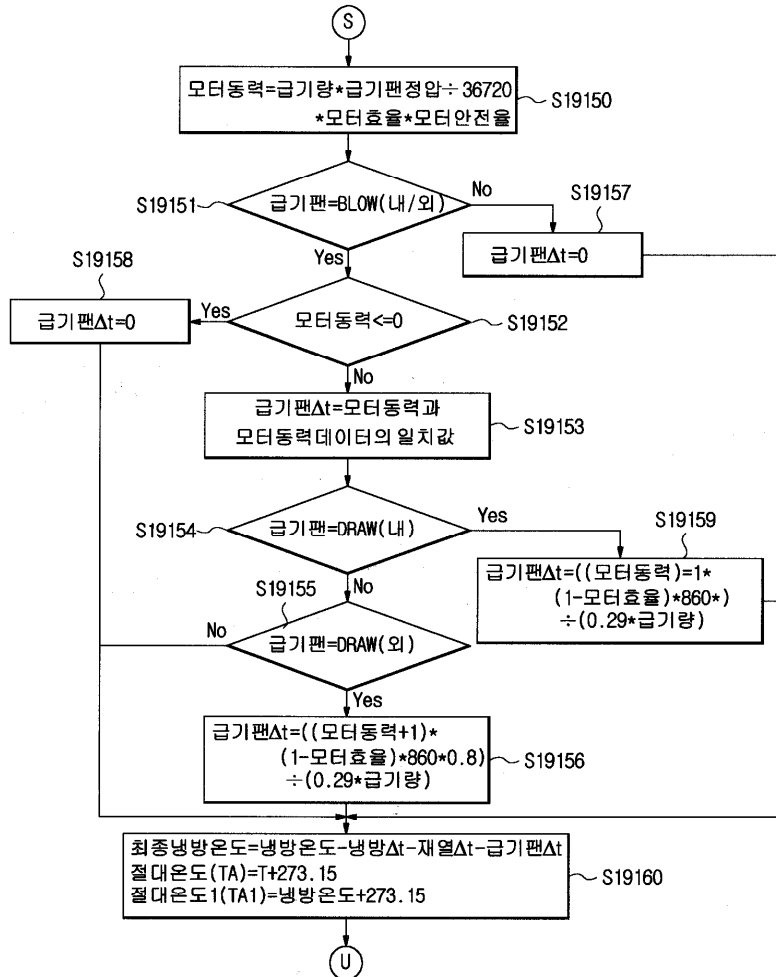 S
모터동력=급기량*급기팬정압÷36720
*모터효율*모터안전율
S19150
급기팬=BLOW(내/외)
S19151
No
S19157
급기팬Δt=0
Yes
S19158
급기팬Δt=0
Yes
모터동력<=0
S19152
No
급기팬Δt=모터동력과
모터동력데이터의일치값
S19153
급기팬=DRAW(내)
S19154
Yes
S19159
급기팬Δt=((모터동력)=1*
(1-모터효율)*860*)
÷(0.29*급기량)
No
S19155
급기팬=DRAW(외)
No
Yes
급기팬Δt=((모터동력+1)*
(1-모터효율)*860*0.8)
÷(0.29*급기량)
S19156
최종냉방온도=냉방온도-냉방Δt-재열Δt-급기팬Δt
절대온도(TA)=T+273.15
절대온도1(TA1)=냉방온도+273.15
S19160
U